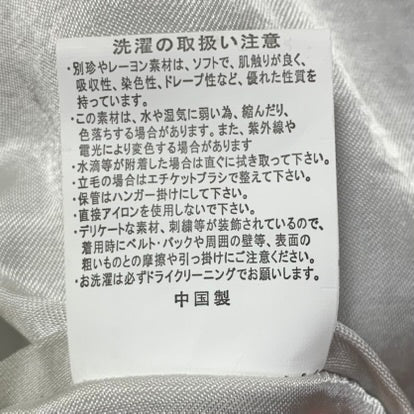 洗濯の取扱い注意
・別珍やレーヨン素材は、ソフトで、肌触りが良く、
吸収性、染色性、ドレープ性など、優れた性質を
持っています。
・この素材は、水や湿気に弱い為、縮んだり、
色落ちする場合があります。また、紫外線や
電光により変色する場合があります
・水滴等が附着した場合は直ぐに拭き取って下さい。
・立毛の場合はエチケットブラシで整えて下さい。
・保管はハンガー掛けにして下さい。
・直接アイロンを使用しないで下さい。
・デリケートな素材、刺繍等が装飾されているので、
着用時にベルト・バックや周囲の壁等、表面の
粗いものとの摩擦や引っ掛けにご注意ください。
・お洗濯は必ずドライクリーニングでお願いします。
中国製